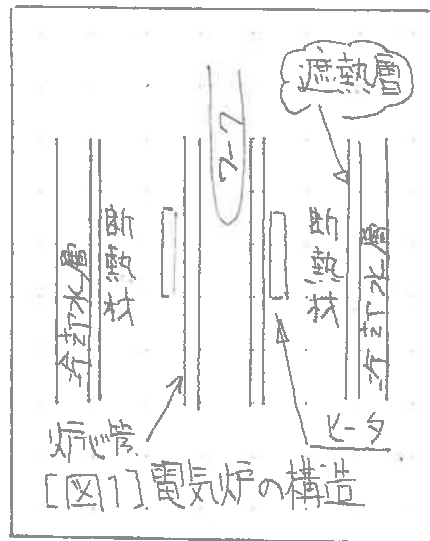 遮熱層
ワーク
断熱材
断熱材
冷却水層
冷却水層
炉心管
ヒータ
[図1] 電気炉の構造